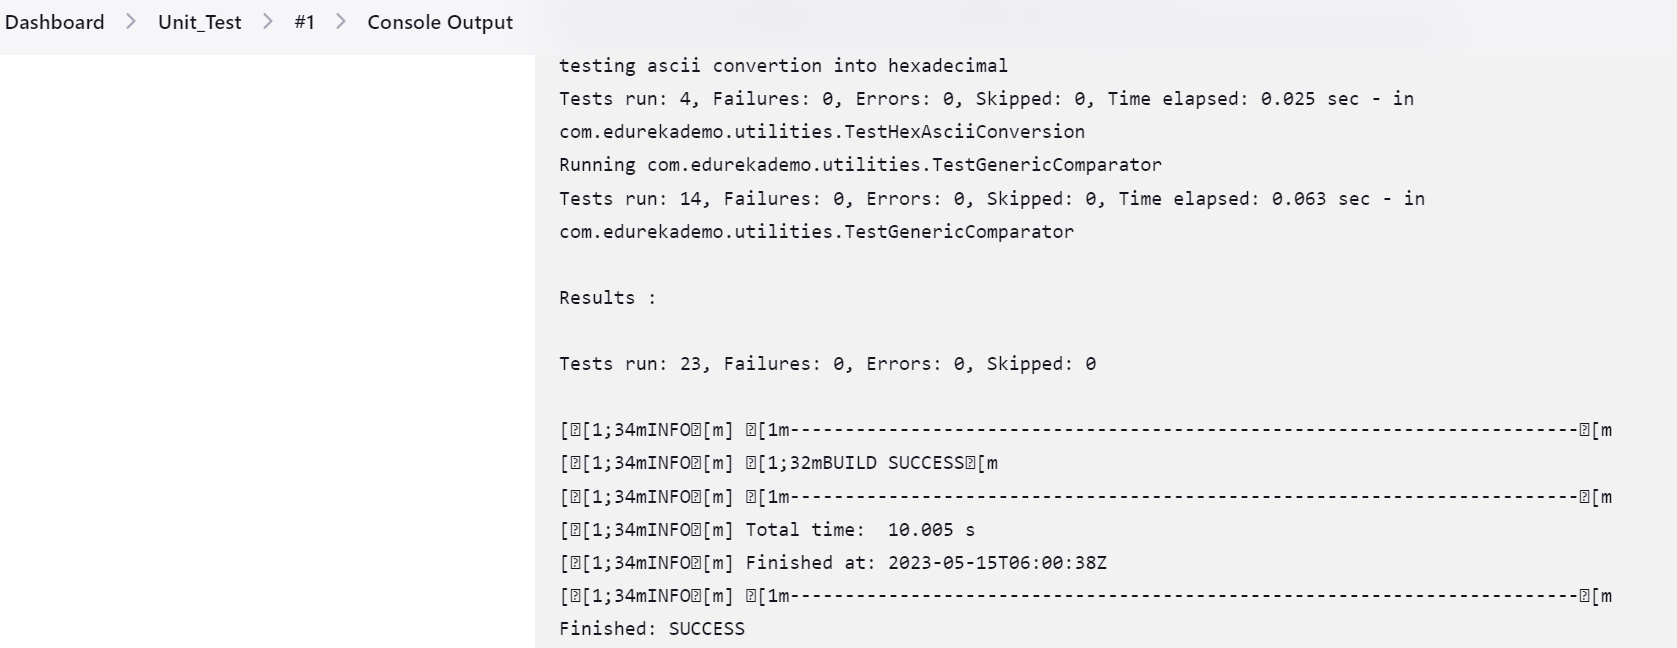 Dashboard > Unit_Test > #1 > Console Output
testing ascii convertion into hexadecimal
Tests run: 4, Failures: 0, Errors: 0, Skipped: 0, Time elapsed: 0.025 sec - in
com.edurekademo.utilities.TestHexAsciiConversion
Running com.edurekademo.utilities.TestGenericComparator
Tests run: 14, Failures: 0, Errors: 0, Skipped: 0, Time elapsed: 0.063 sec - in
com.edurekademo.utilities.TestGenericComparator
Results :
Tests run: 23, Failures: 0, Errors: 0, Skipped: 0
[⍰[1;34mINFO⍰[m] ⍰[1m------------------------------------------------------------------------⍰[m
[⍰[1;34mINFO⍰[m] ⍰[1;32mBUILD SUCCESS⍰[m
[⍰[1;34mINFO⍰[m] ⍰[1m------------------------------------------------------------------------⍰[m
[⍰[1;34mINFO⍰[m] Total time:  10.005 s
[⍰[1;34mINFO⍰[m] Finished at: 2023-05-15T06:00:38Z
[⍰[1;34mINFO⍰[m] ⍰[1m------------------------------------------------------------------------⍰[m
Finished: SUCCESS